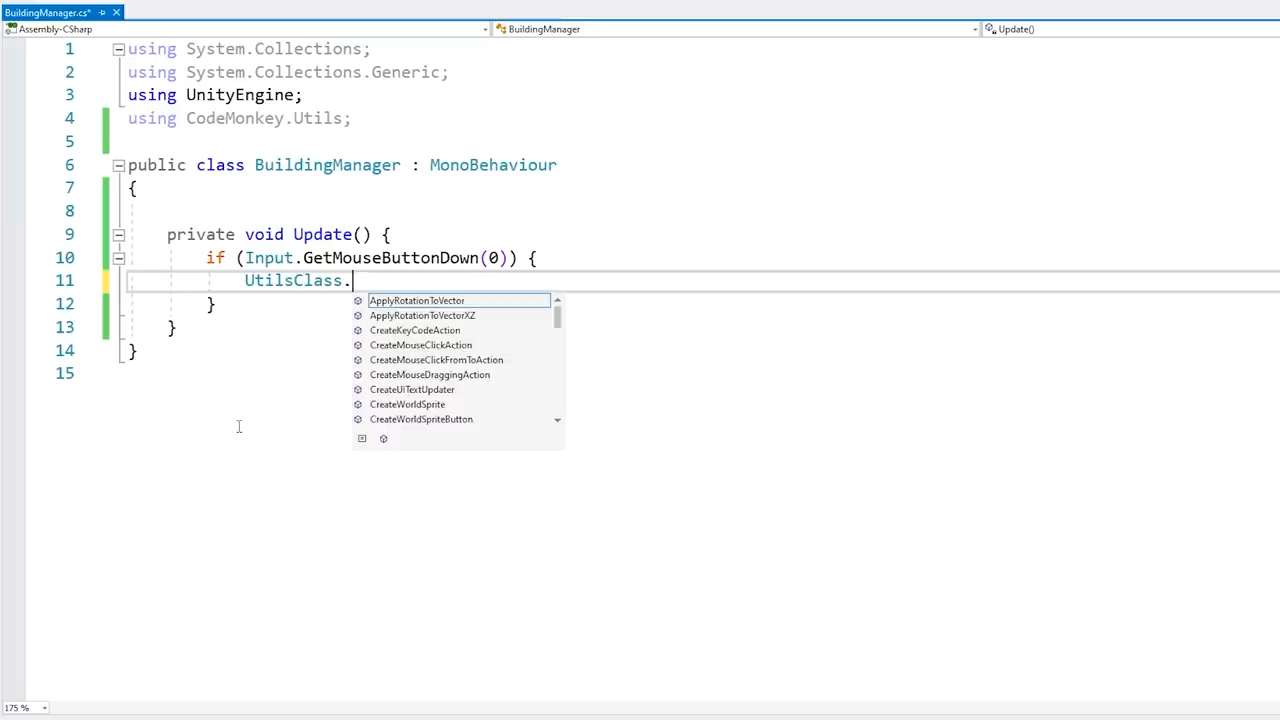 BuildingManager.cs*
Assembly-CSharp BuildingManager Update()
1 using System.Collections;
2 using System.Collections.Generic;
3 using UnityEngine;
4 using CodeMonkey.Utils;
5
6 public class BuildingManager : MonoBehaviour
7 {
8
9 private void Update() {
10 if (Input.GetMouseButtonDown(0)) {
11 UtilsClass.
ApplyRotationToVector
12 }
ApplyRotationToVectorXZ
13 }
CreateKeyCodeAction
14 }
CreateMouseClickAction
CreateMouseClickFromToAction
15
CreateMouseDraggingAction
CreateUITextUpdater
CreateWorldSprite
CreateWorldSpriteButton
175 %